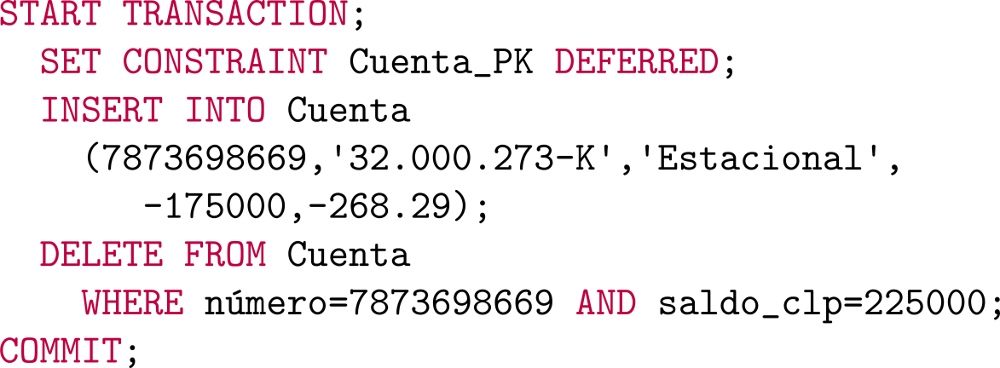 START TRANSACTION;
SET CONSTRAINT Cuenta_PK DEFERRED;
INSERT INTO Cuenta
(7873698669,'32.000.273-K','Estacional',
-175000,-268.29);
DELETE FROM Cuenta
WHERE número=7873698669 AND saldo_clp=225000;
COMMIT;